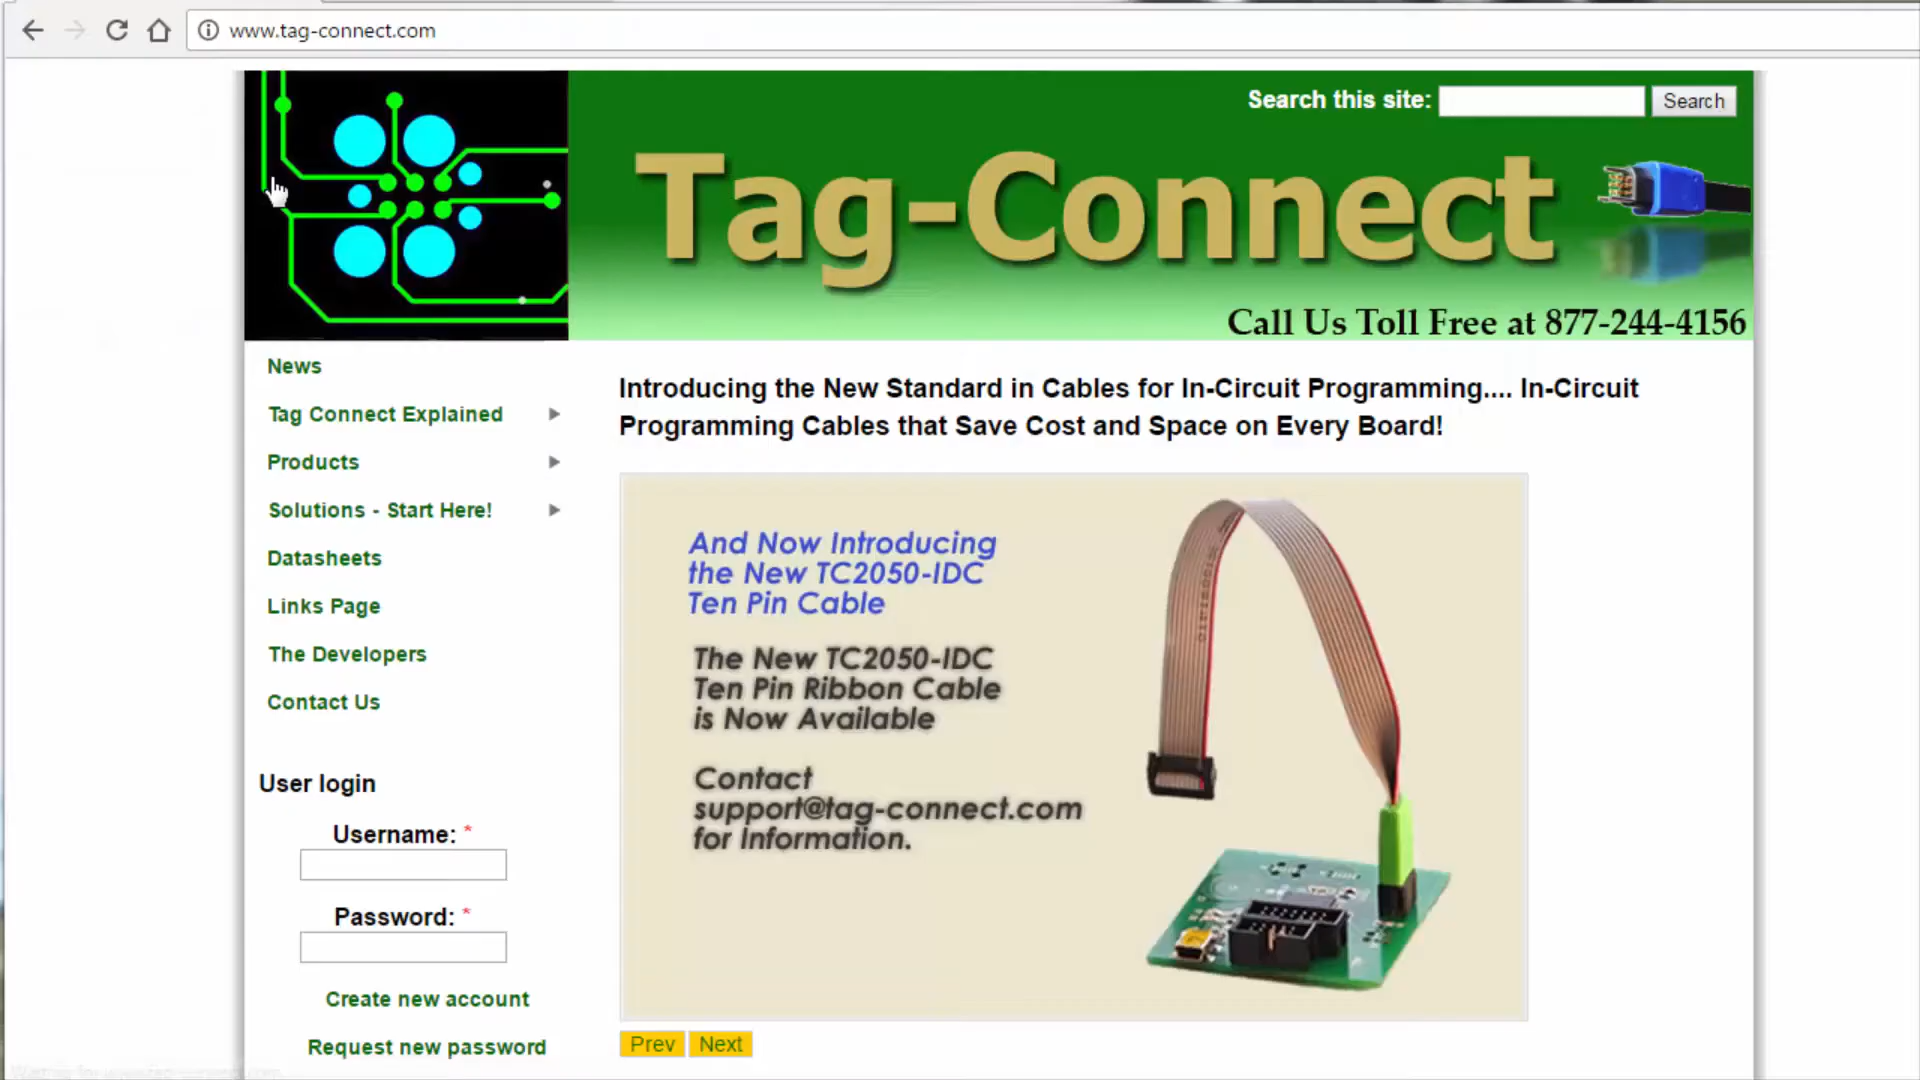 www.tag-connect.com
Search this site:
Search
Tag-Connect
Call Us Toll Free at 877-244-4156
News
Tag Connect Explained
Products
Solutions - Start Here!
Datasheets
Links Page
The Developers
Contact Us
User login
Username: *
Password: *
Create new account
Request new password
Introducing the New Standard in Cables for In-Circuit Programming.... In-Circuit
Programming Cables that Save Cost and Space on Every Board!
And Now Introducing
the New TC2050-IDC
Ten Pin Cable
The New TC2050-IDC
Ten Pin Ribbon Cable
is Now Available
Contact
support@tag-connect.com
for Information.
Prev
Next